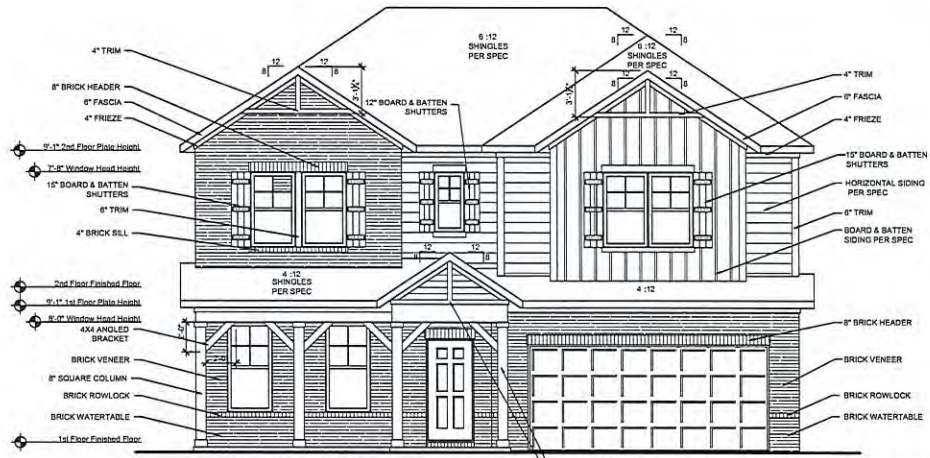 6 :12
SHINGLES
PER SPEC
12
8
12
8
12
8
12
8
6 :12
SHINGLES
PER SPEC
12
8
12
8
4" TRIM
8" BRICK HEADER
6" FASCIA
4" FRIEZE
9'-1" 2nd Floor Plate Height
7'-8" Window Head Height
15" BOARD & BATTEN
SHUTTERS
6" TRIM
4" BRICK SILL
3'-1½"
12" BOARD & BATTEN
SHUTTERS
3'-1½"
4" TRIM
6" FASCIA
4" FRIEZE
15" BOARD & BATTEN
SHUTTERS
HORIZONTAL SIDING
PER SPEC
6" TRIM
BOARD & BATTEN
SIDING PER SPEC
12
8
12
8
4 :12
SHINGLES
PER SPEC
4 :12
2nd Finished Floor
9'-1" 1st Floor Plate Height
8'-0" Window Head Height
4X4 ANGLED
BRACKET
2'-0"
2'-0"
BRICK VENEER
8" SQUARE COLUMN
BRICK ROWLOCK
BRICK WATERTABLE
1st Floor Finished Floor
8" BRICK HEADER
BRICK VENEER
BRICK ROWLOCK
BRICK WATERTABLE